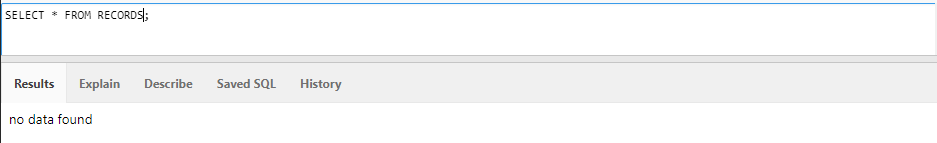 SELECT * FROM RECORDS;
Results Explain Describe Saved SQL History
no data found